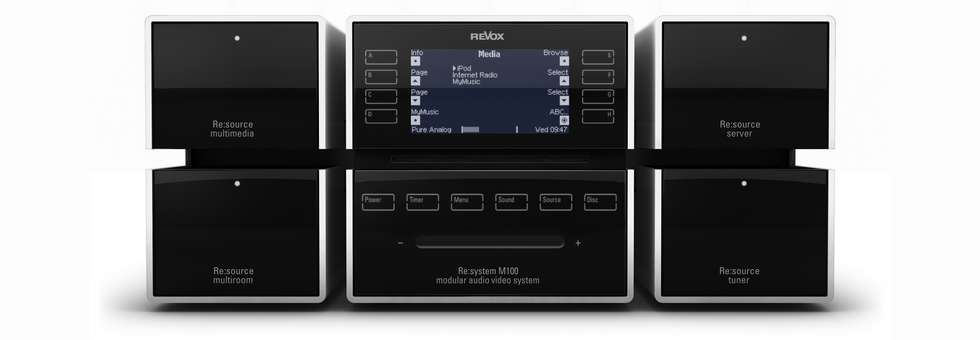 REVOX
Info Media Browse
iPod
Page Internet Radio Select
MyMusic
Page Select
MyMusic ABC..
Pure Analog Wed 09:47
A
B
C
D
E
F
G
H
Re:source
multimedia
Re:source
server
Power Timer Menu Sound Source Disc
− +
Re:source
multiroom
Re:system M100
modular audio video system
Re:source
tuner